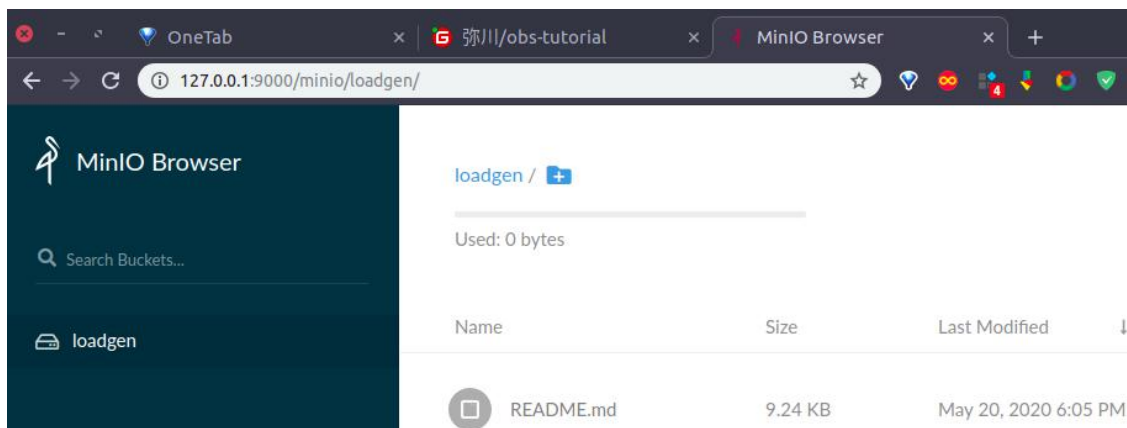 OneTab
弥川/obs-tutorial
MinIO Browser
127.0.0.1:9000/minio/loadgen/
4
MinIO Browser
loadgen /
Used: 0 bytes
Search Buckets...
Name Size Last Modified
loadgen
README.md 9.24 KB May 20, 2020 6:05 PM